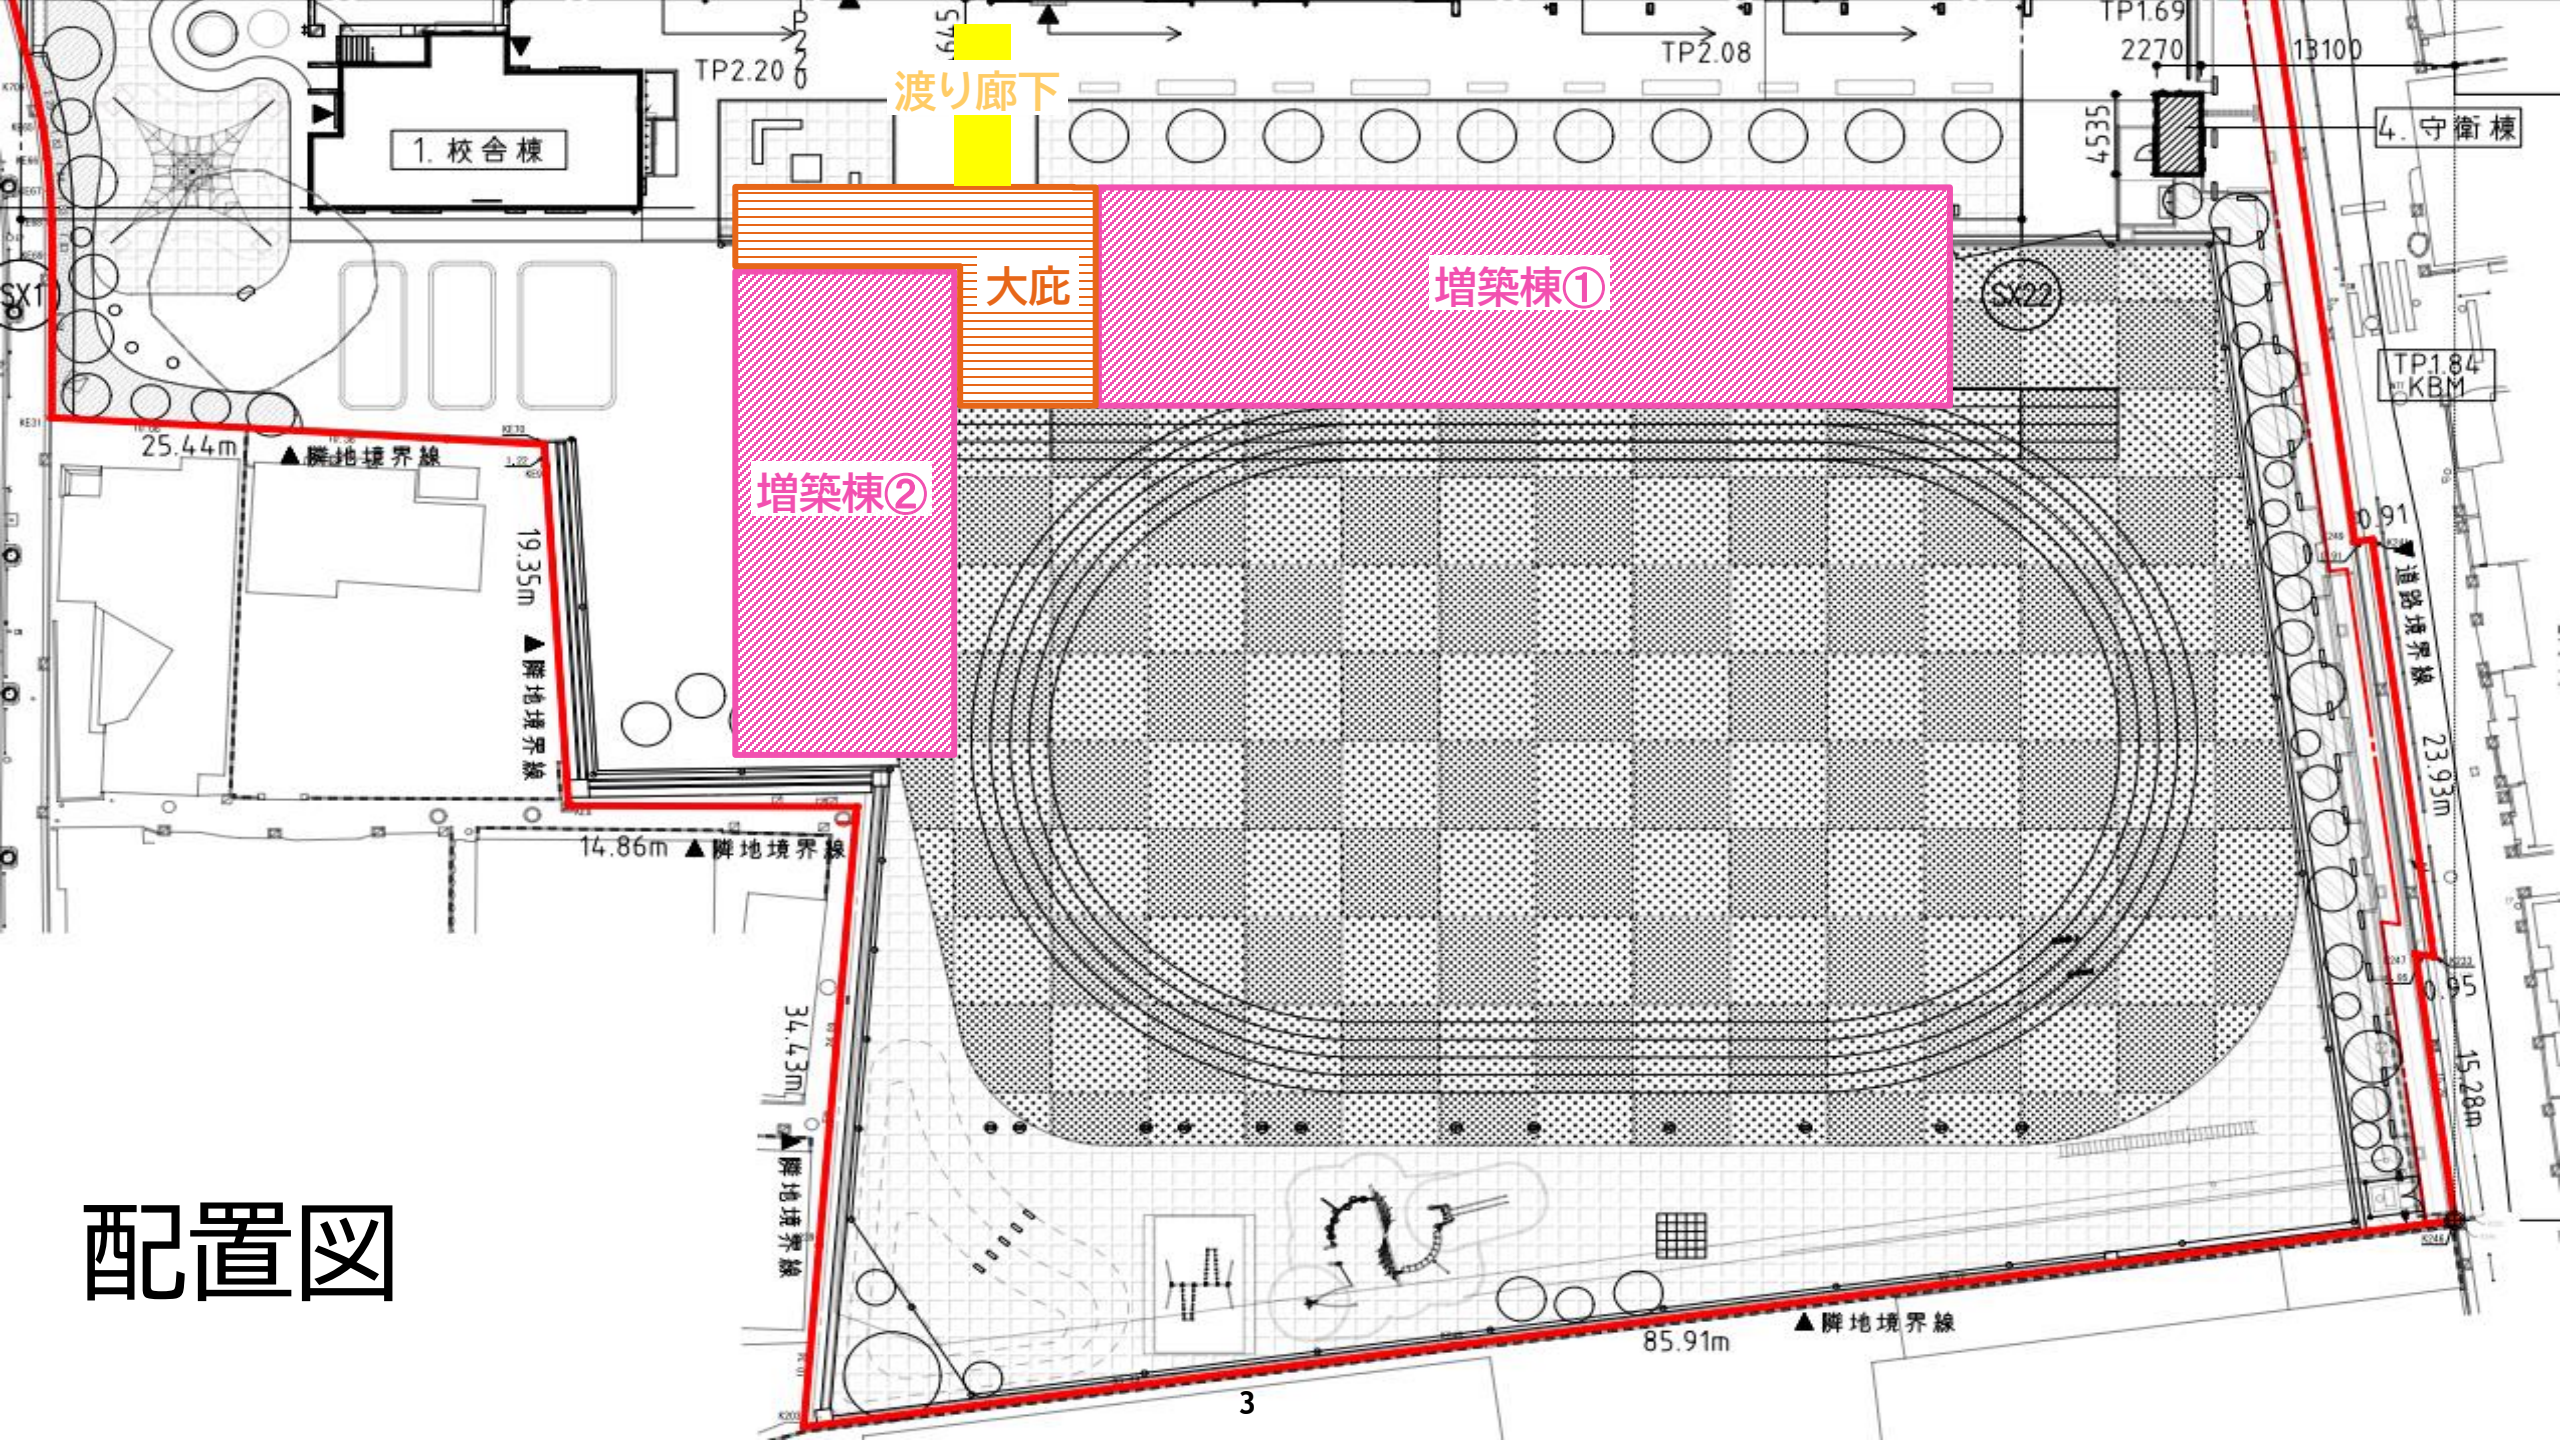 TP1.69
2270
13100
TP2.20
TP2.08
渡り廊下
4535
4. 守衛棟
1. 校舎棟
大庇
増築棟①
SX1
SX22
TP1.84
KBM
25.44m
▲隣地境界線
増築棟②
19.35m
▲隣地境界線
0.91
▲道路境界線
23.93m
14.86m ▲隣地境界線
0.95
34.43m
▲隣地境界線
15.28m
配置図
85.91m
▲隣地境界線
3